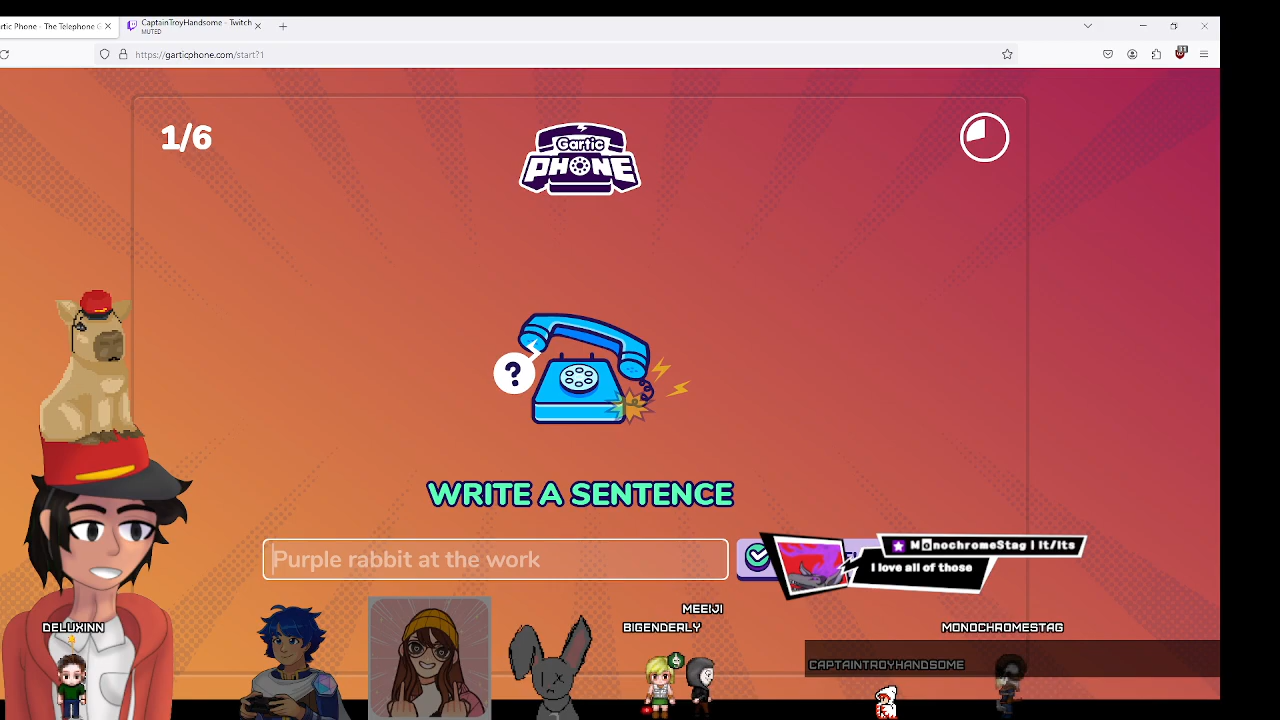 rtic Phone - The Telephone G
CaptainTroyHandsome - Twitch
MUTED
https://garticphone.com/start?1
11
1/6
Gartic
PHONE
?
WRITE A SENTENCE
Purple rabbit at the work
MonochromeStag | It/Its
I love all of those
MEEIJI
DELUXINN
BIGENDERLY
MONOCHROMESTAG
CAPTAINTROYHANDSOME